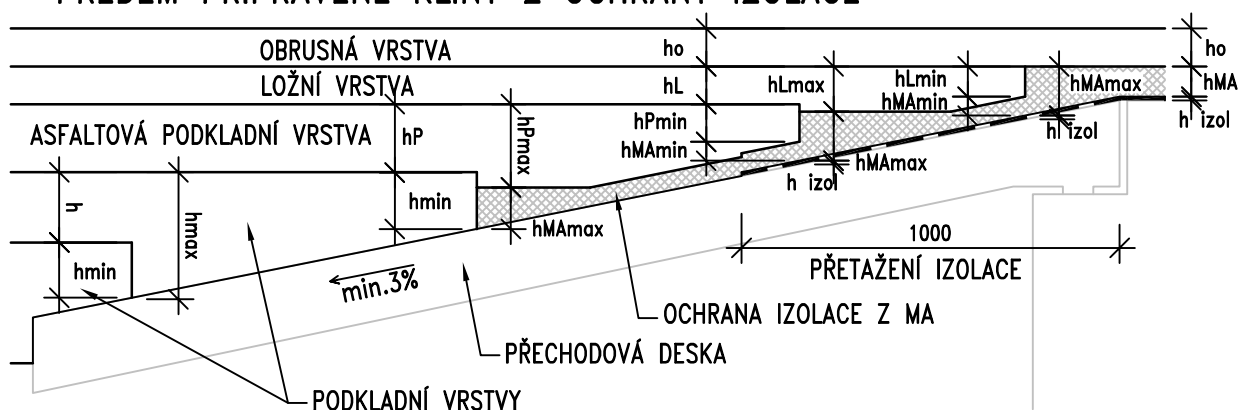 PŘEDEM PŘIPRAVENÉ KLÍNY Z OCHRANY IZOLACE
OBRUSNÁ VRSTVA
ho
ho
LOŽNÍ VRSTVA
hL
hLmax
hLmin
hMAmax
hMA
hMAmin
ASFALTOVÁ PODKLADNÍ VRSTVA
hP
hPmax
hPmin
h izol
h izol
hMAmin
hMAmax
h izol
h
hmax
hmin
hMAmax
1000
PŘETAŽENÍ IZOLACE
hmin
min.3%
OCHRANA IZOLACE Z MA
PŘECHODOVÁ DESKA
PODKLADNÍ VRSTVY